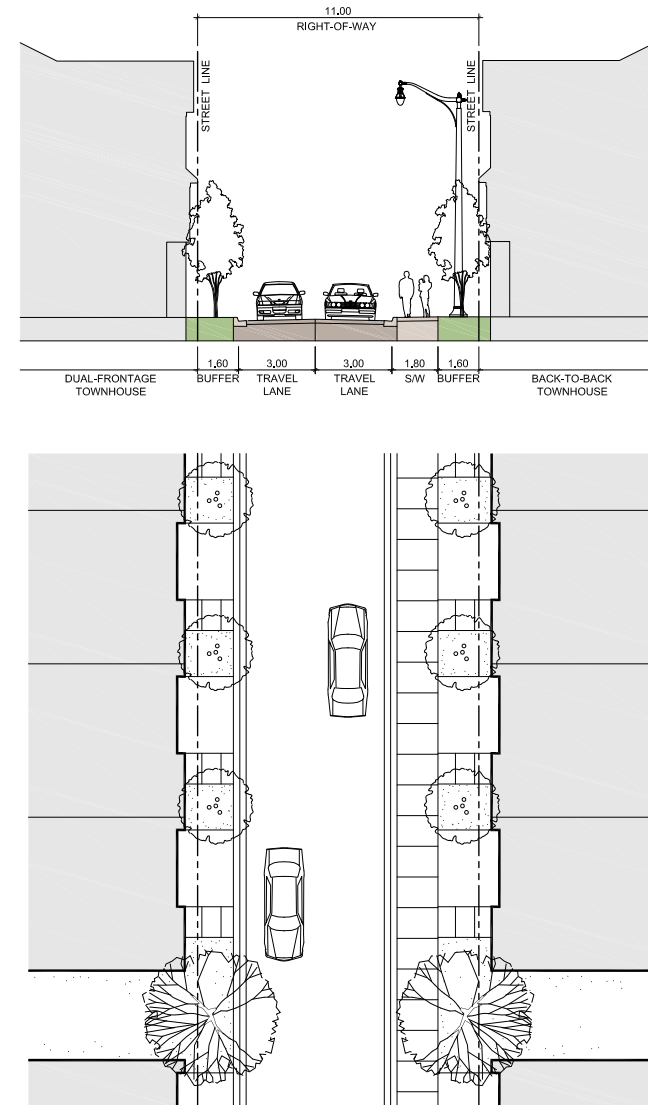 11.00
RIGHT-OF-WAY
STREET LINE
STREET LINE
1.60
3.00
3.00
1.80
1.60
DUAL-FRONTAGE
TOWNHOUSE
BUFFER
TRAVEL
LANE
TRAVEL
LANE
S/W
BUFFER
BACK-TO-BACK
TOWNHOUSE